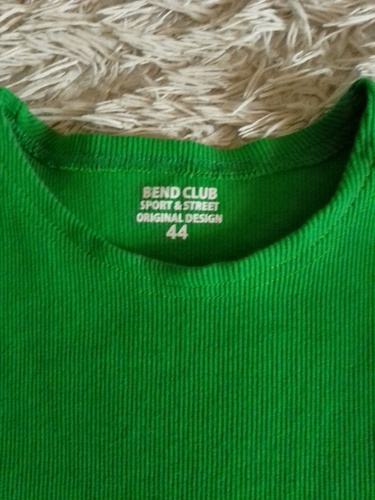 BEND CLUB
SPORT & STREET
ORIGINAL DESIGN
44